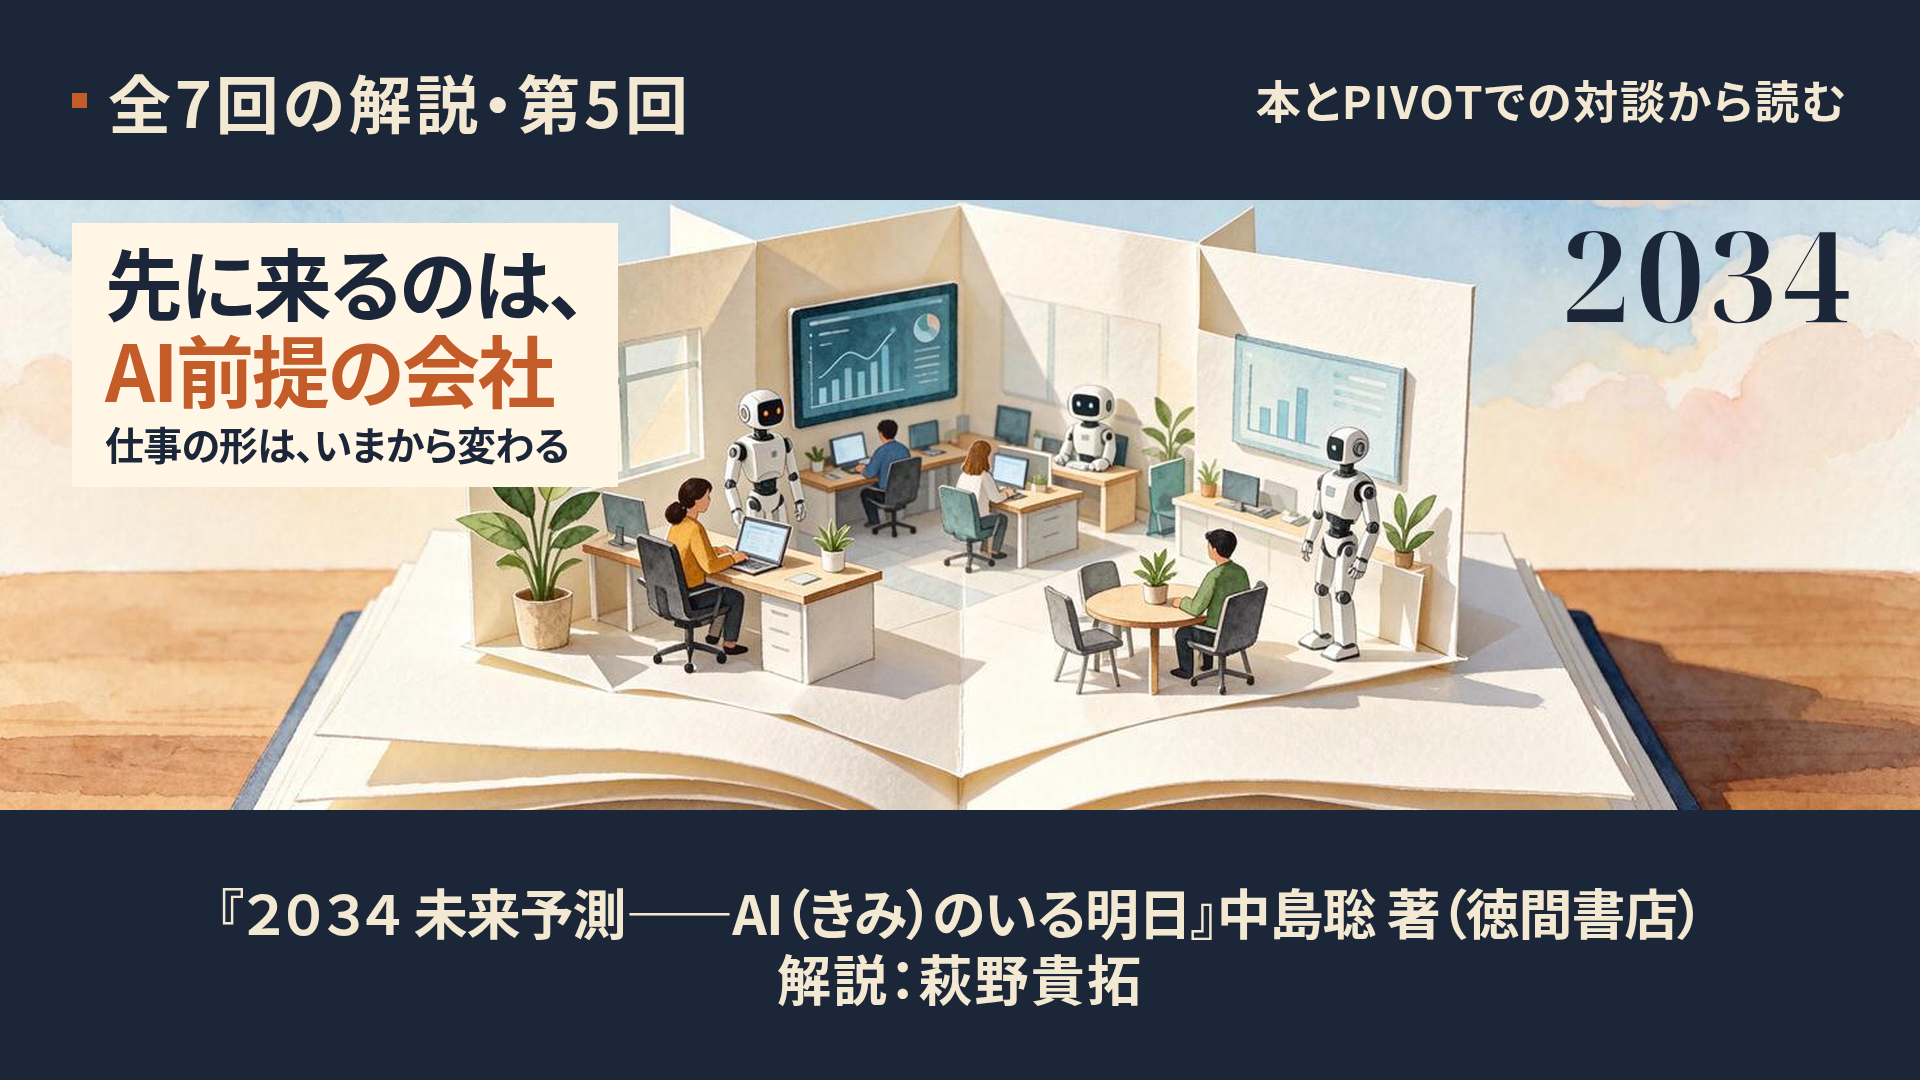 全7回の解説・第5回
本とPIVOTでの対談から読む
先に来るのは、
AI前提の会社
仕事の形は、いまから変わる
2034
『２０３４ 未来予測――AI（きみ）のいる明日』中島聡 著（徳間書店）
解説：萩野貴拓